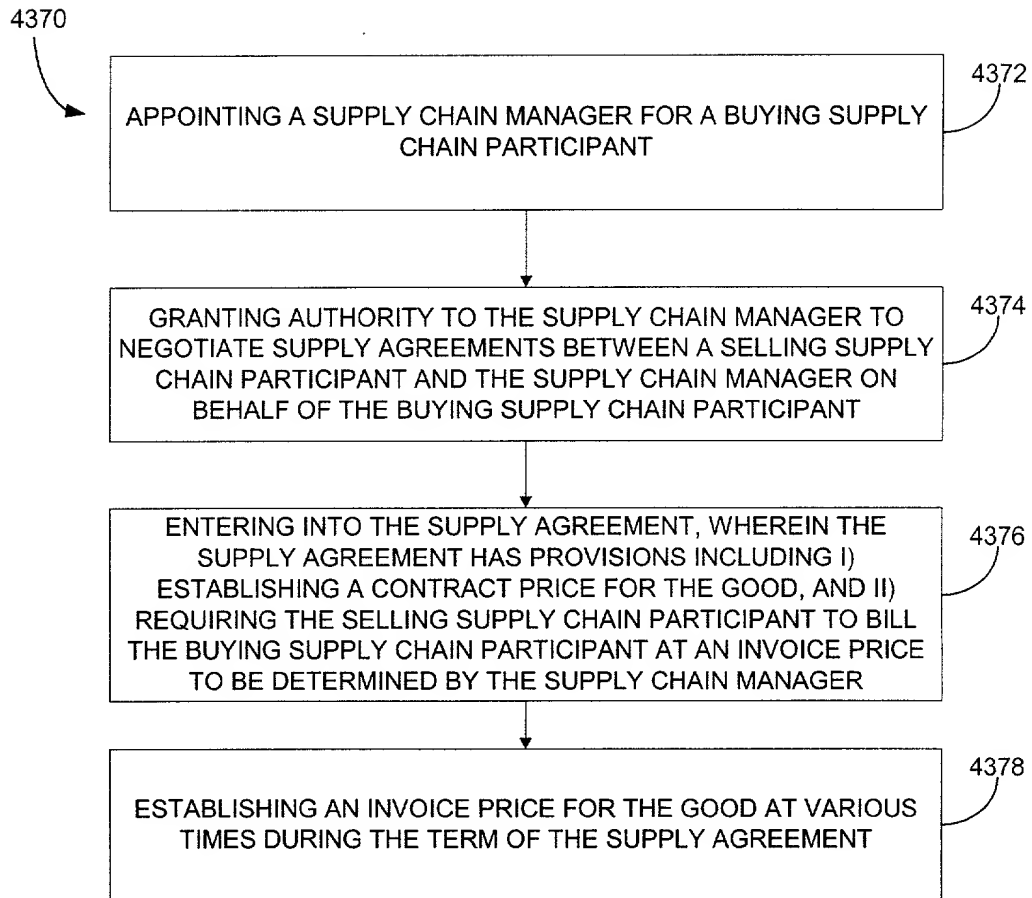 4370
4372
APPOINTING A SUPPLY CHAIN MANAGER FOR A BUYING SUPPLY
CHAIN PARTICIPANT
4374
GRANTING AUTHORITY TO THE SUPPLY CHAIN MANAGER TO
NEGOTIATE SUPPLY AGREEMENTS BETWEEN A SELLING SUPPLY
CHAIN PARTICIPANT AND THE SUPPLY CHAIN MANAGER ON
BEHALF OF THE BUYING SUPPLY CHAIN PARTICIPANT
4376
ENTERING INTO THE SUPPLY AGREEMENT, WHEREIN THE
SUPPLY AGREEMENT HAS PROVISIONS INCLUDING I)
ESTABLISHING A CONTRACT PRICE FOR THE GOOD, AND II)
REQUIRING THE SELLING SUPPLY CHAIN PARTICIPANT TO BILL
THE BUYING SUPPLY CHAIN PARTICIPANT AT AN INVOICE PRICE
TO BE DETERMINED BY THE SUPPLY CHAIN MANAGER
4378
ESTABLISHING AN INVOICE PRICE FOR THE GOOD AT VARIOUS
TIMES DURING THE TERM OF THE SUPPLY AGREEMENT